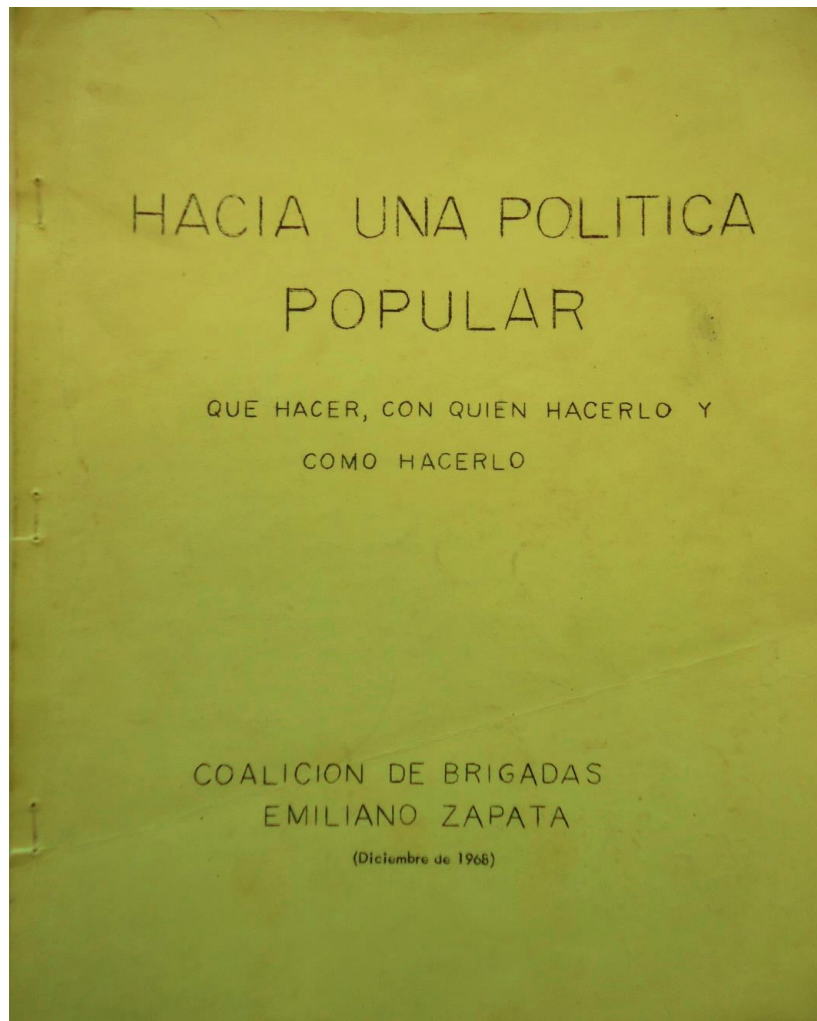 HACIA UNA POLITICA
POPULAR
QUE HACER, CON QUIEN HACERLO Y
COMO HACERLO
COALICION DE BRIGADAS
EMILIANO ZAPATA
(Diciembre de 1968)